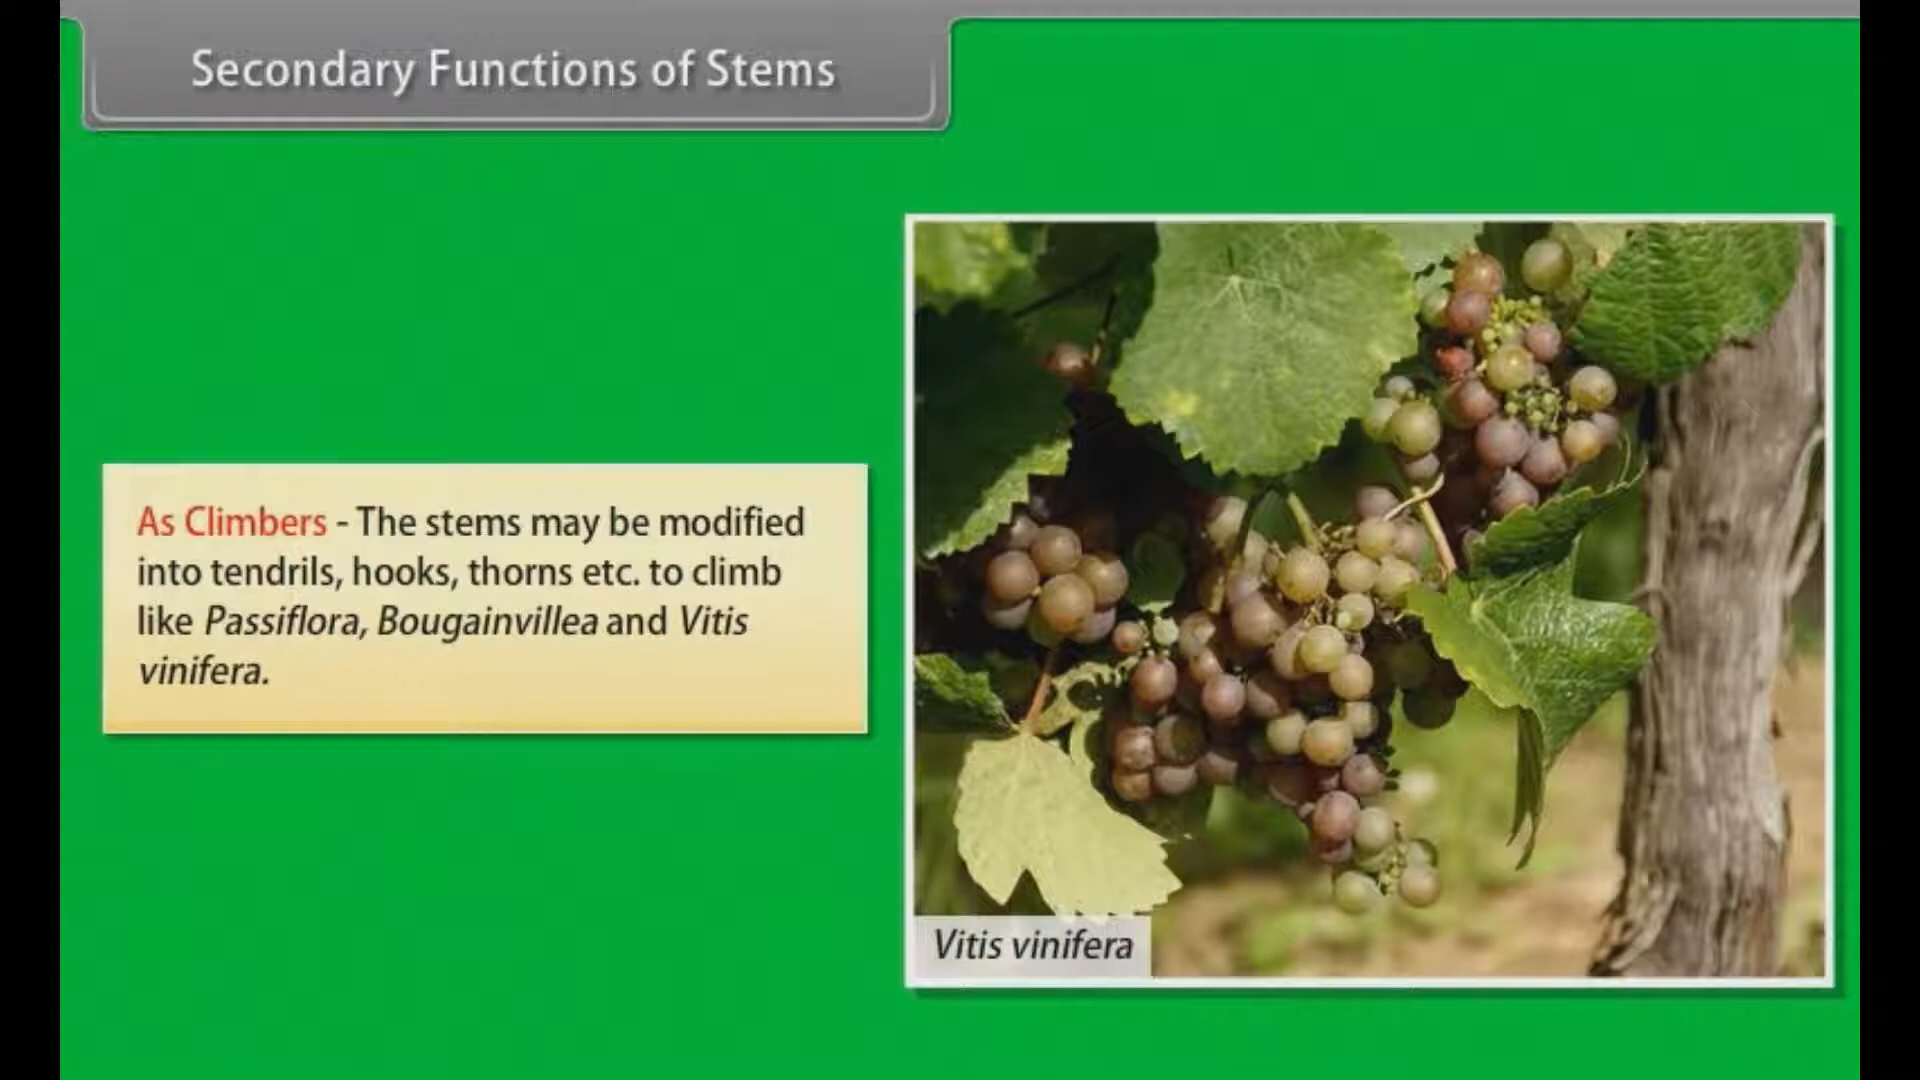 Secondary Functions of Stems
As Climbers - The stems may be modified
into tendrils, hooks, thorns etc. to climb
like Passiflora, Bougainvillea and Vitis
vinifera.
Vitis vinifera